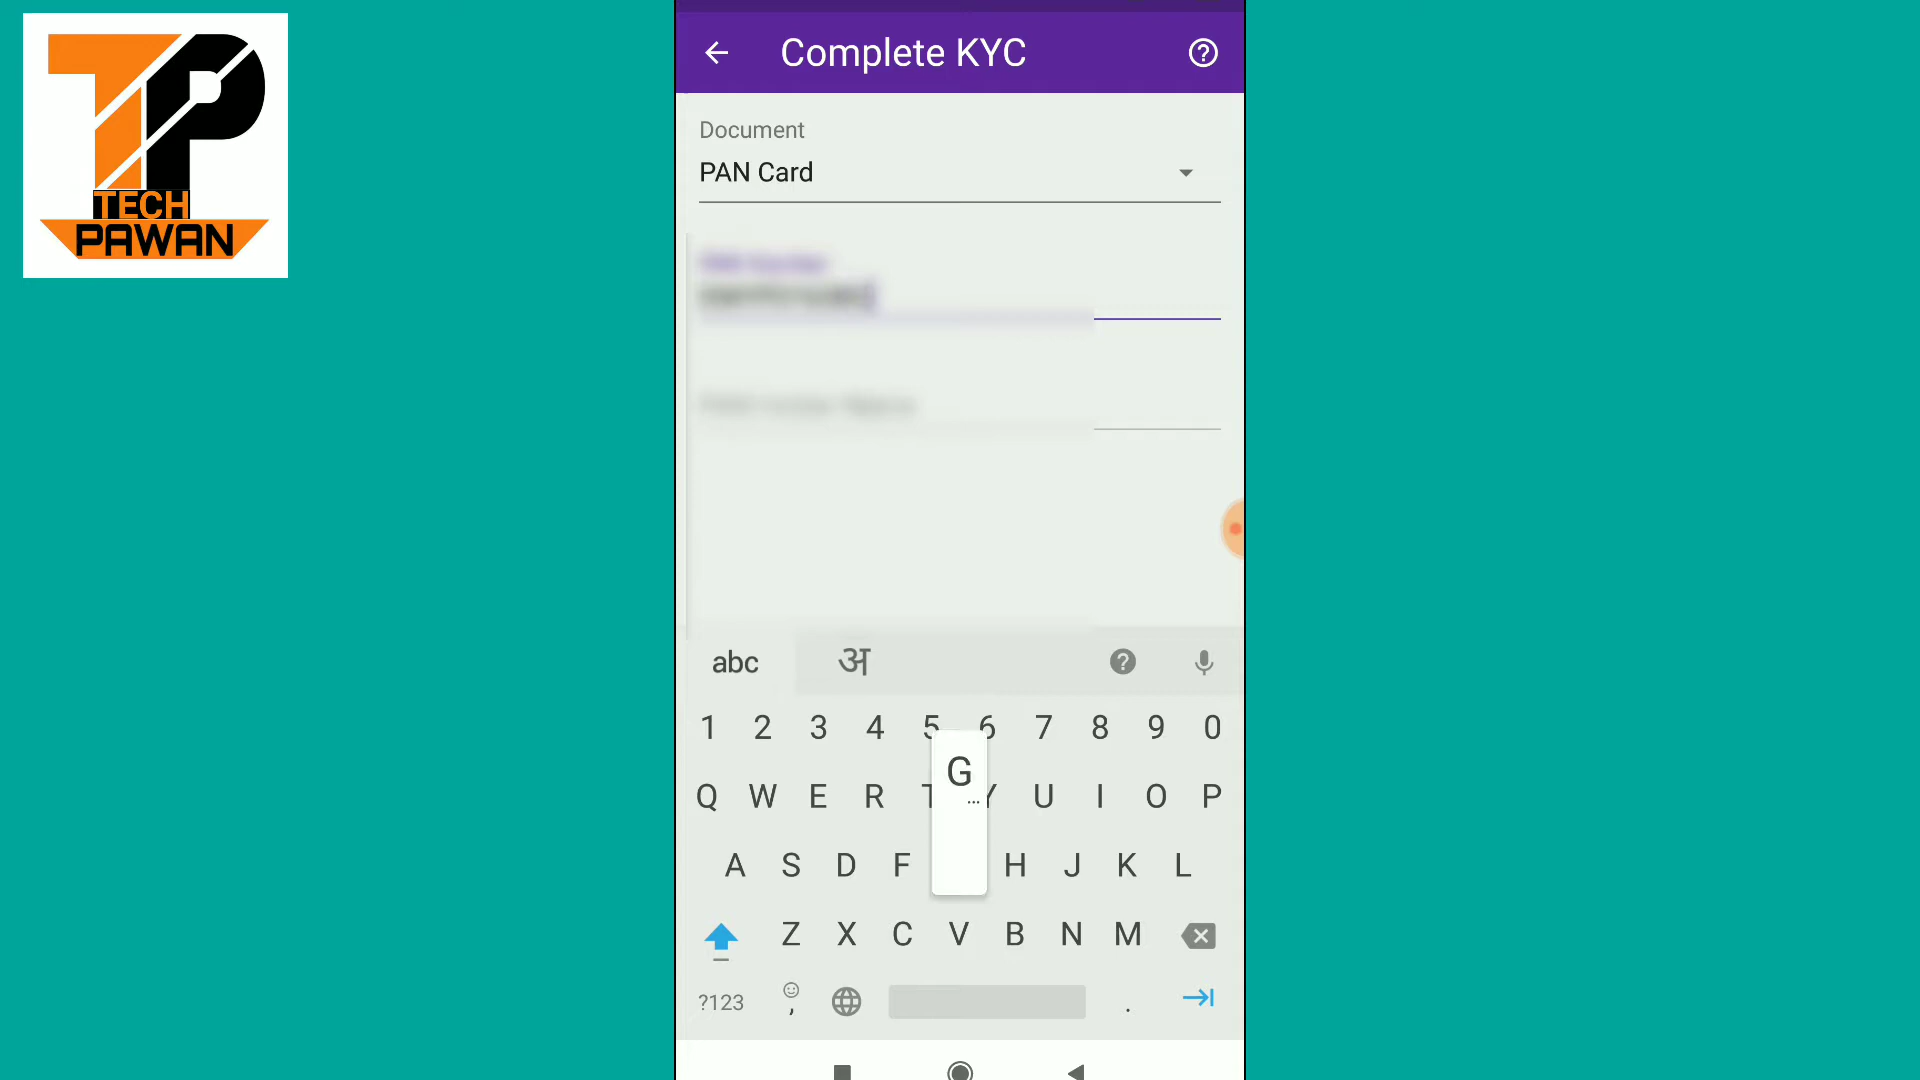 TP
TECH
PAWAN
Complete KYC
Document
PAN Card
abc अ
1 2 3 4 5 6 7 8 9 0
Q W E R T Y U I O P
G
A S D F H J K L
Z X C V B N M
?123 , .